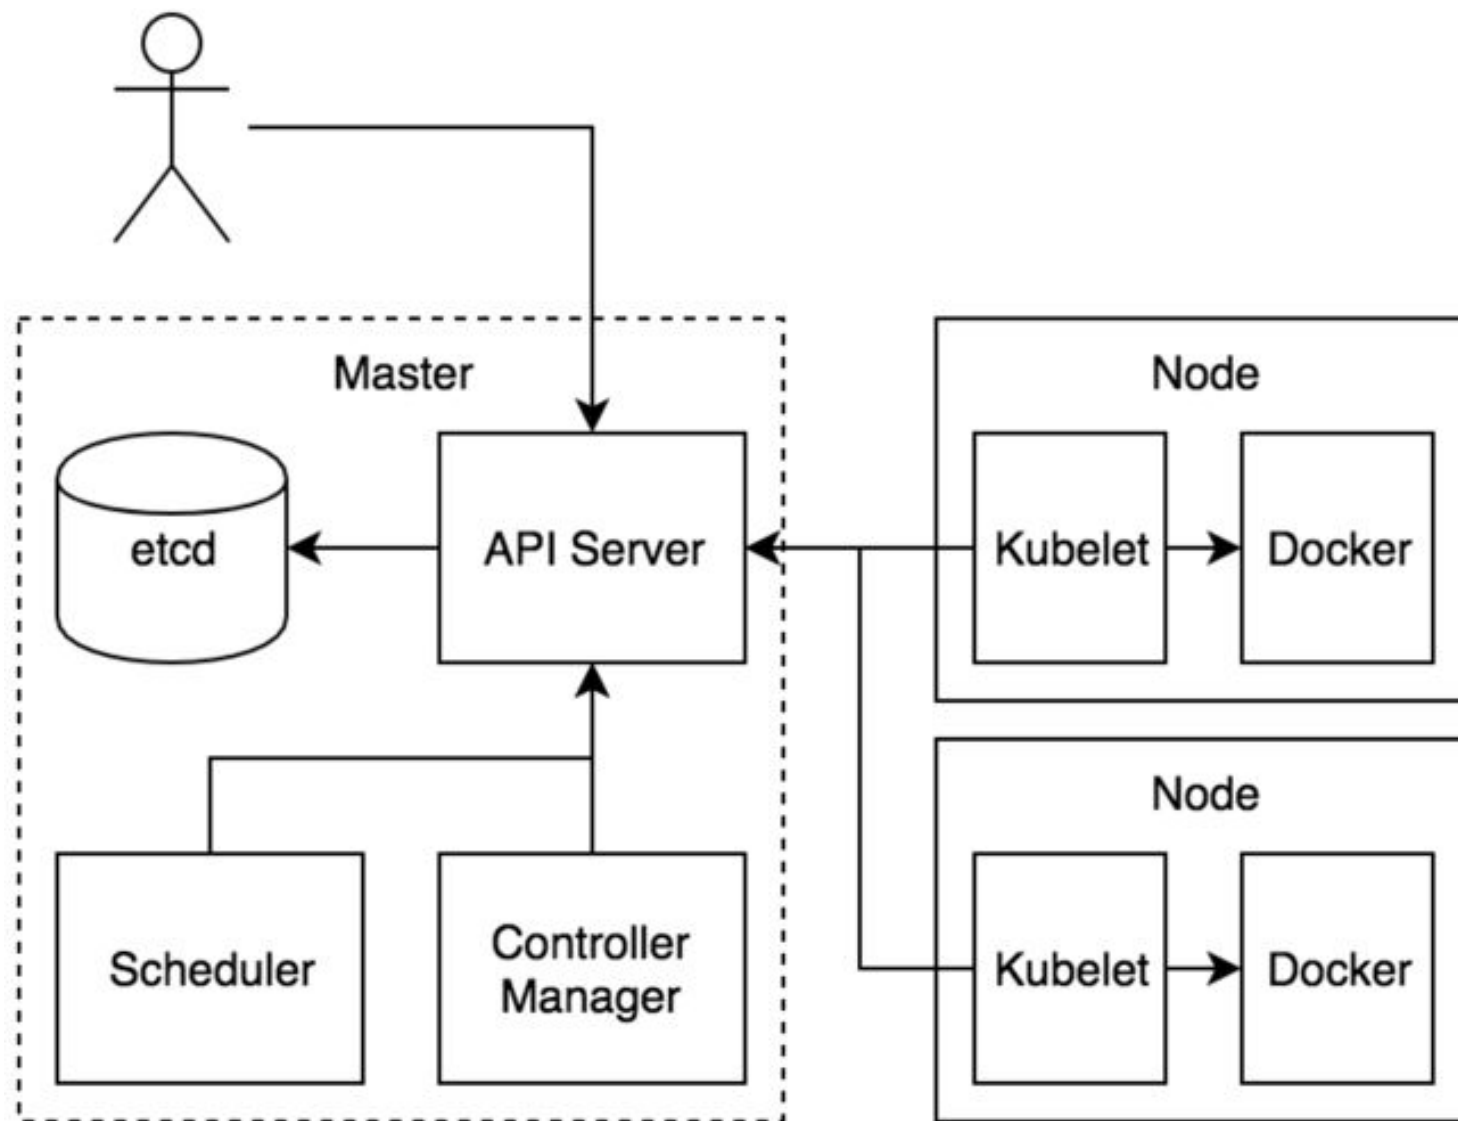 Master
etcd
API Server
Scheduler
Controller
Manager
Node
Kubelet
Docker
Node
Kubelet
Docker